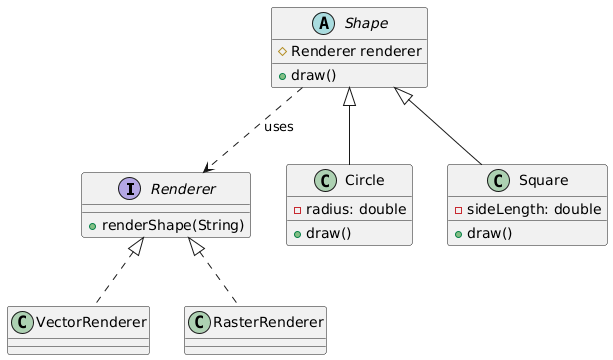 A Shape
Renderer renderer
draw()
uses
I Renderer
renderShape(String)
C Circle
radius: double
draw()
C Square
sideLength: double
draw()
C VectorRenderer
C RasterRenderer